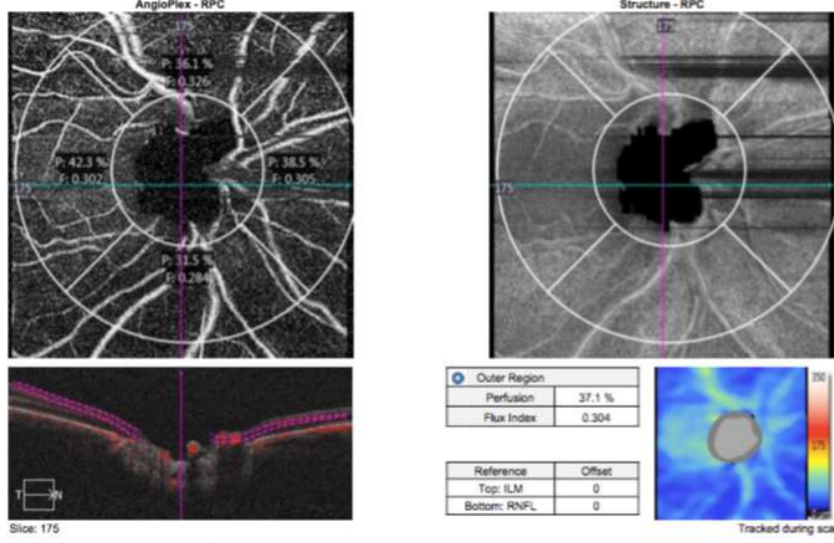 AngioPlex - RPC
175
P: 36.1 %
F: 0.326
P: 42.3 %
F: 0.302
P: 38.5 %
F: 0.305
175
P: 31.5 %
F: 0.284
Structure - RPC
175
175
T N
Slice: 175
Outer Region
Perfusion 37.1 %
Flux Index 0.304
Reference Offset
Top: ILM 0
Bottom: RNFL 0
350
175
Tracked during sca